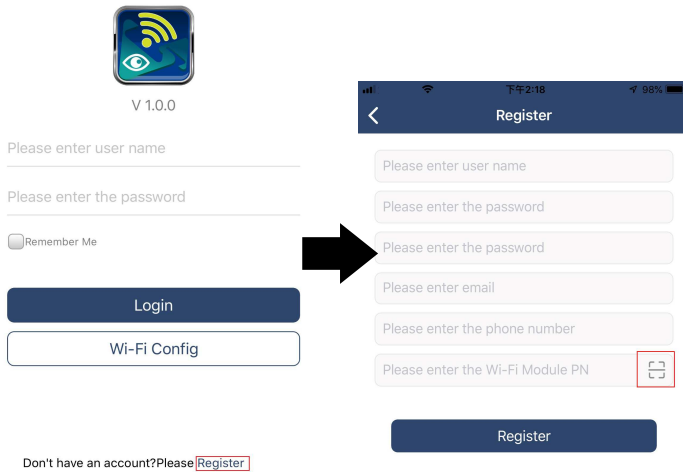 V 1.0.0
Please enter user name
Please enter the password
Remember Me
Login
Wi-Fi Config
Don't have an account?Please Register
下午2:18
98%
Register
Please enter user name
Please enter the password
Please enter the password
Please enter email
Please enter the phone number
Please enter the Wi-Fi Module PN
Register